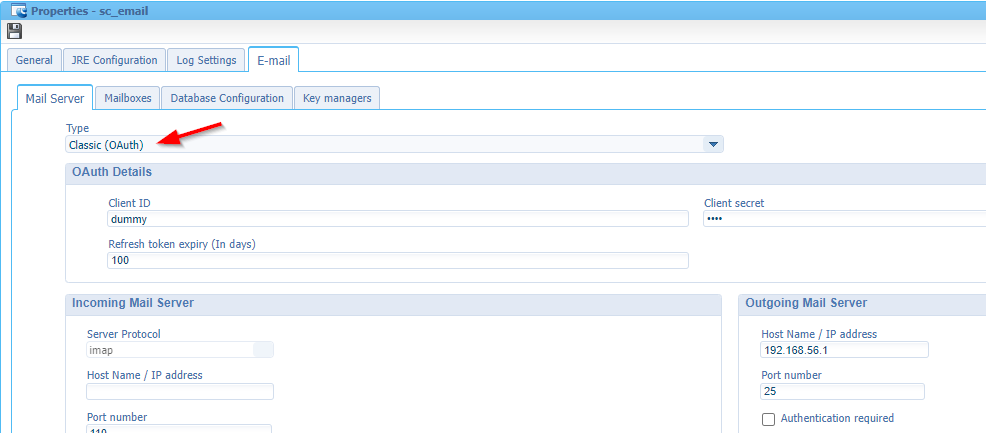 Properties - sc_email
General JRE Configuration Log Settings E-mail
Mail Server Mailboxes Database Configuration Key managers
Type
Classic (OAuth)
OAuth Details
Client ID Client secret
dummy ••••
Refresh token expiry (In days)
100
Incoming Mail Server Outgoing Mail Server
Server Protocol Host Name / IP address
imap 192.168.56.1
Host Name / IP address Port number
25
Port number Authentication required